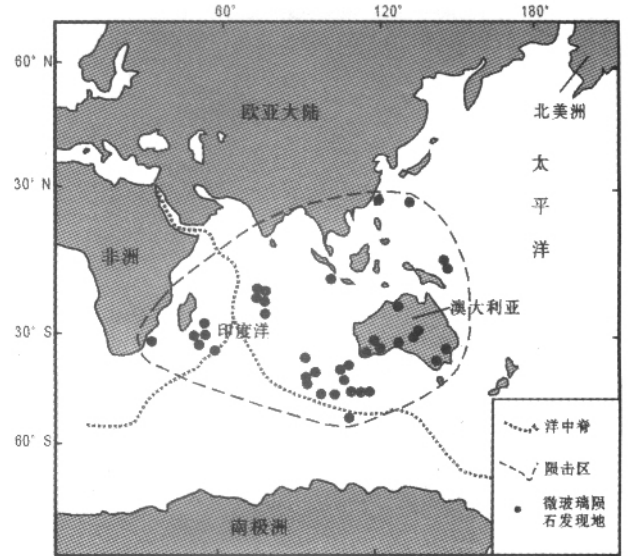 60° 120° 180°
60° N
欧亚大陆
北美洲
太平洋
30° N
非洲
澳大利亚
30° S
印度洋
60° S
洋中脊
陨击区
微玻璃陨
石发现地
南极洲